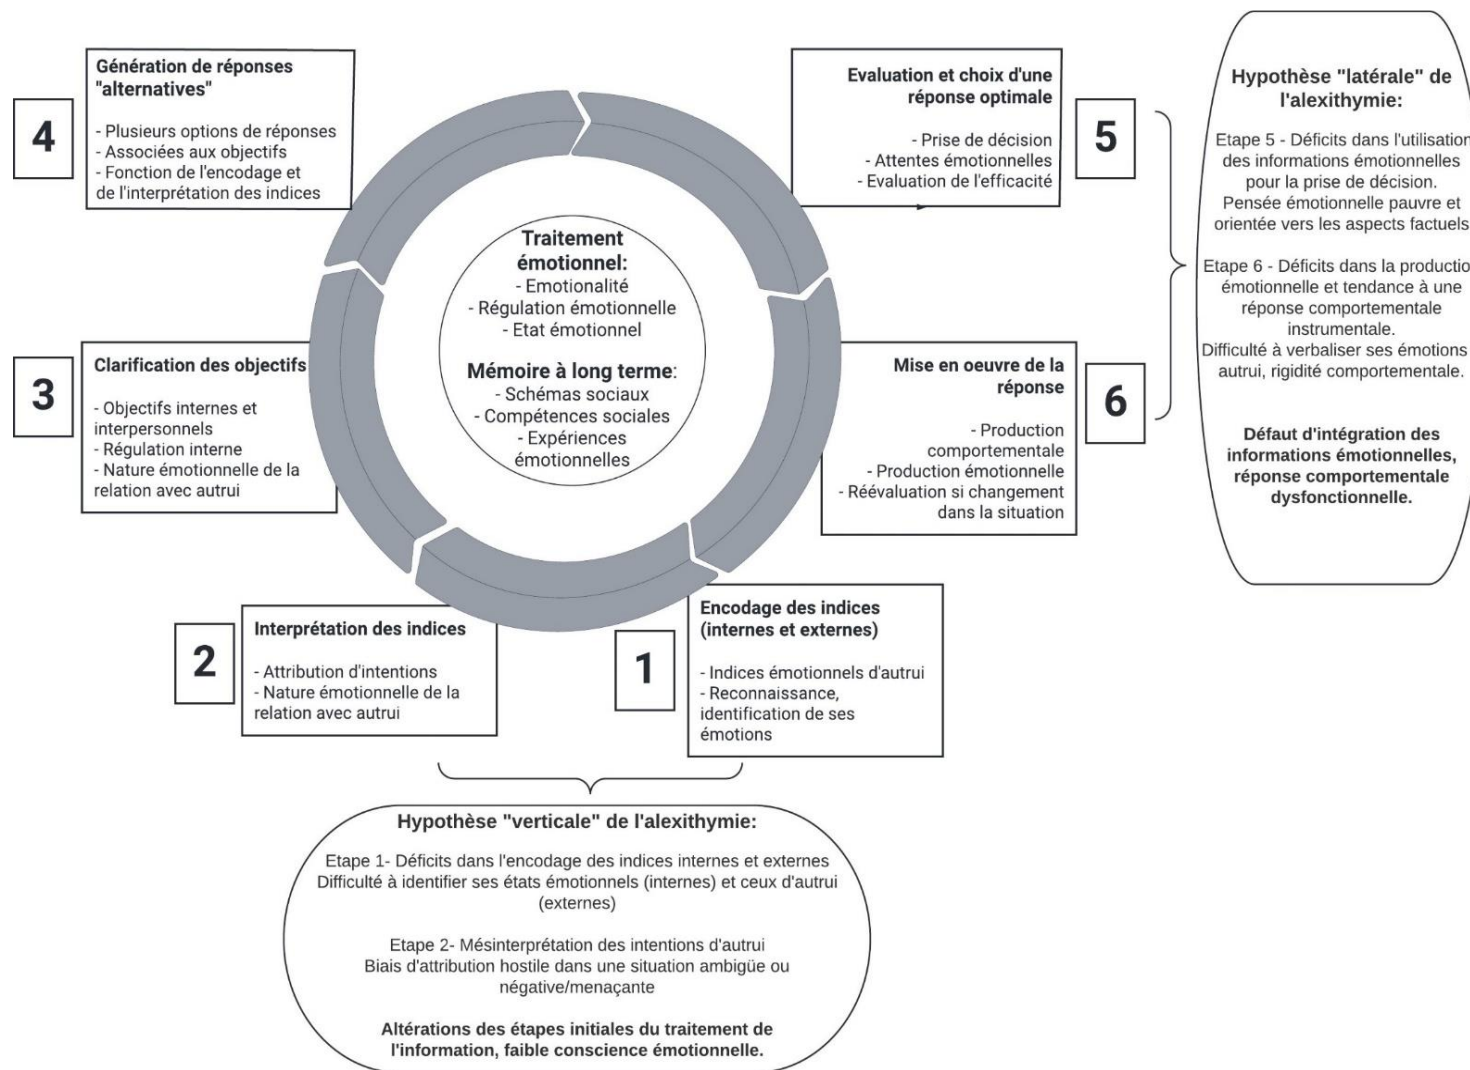 4
Génération de réponses
"alternatives"
- Plusieurs options de réponses
- Associées aux objectifs
- Fonction de l'encodage et
de l'interprétation des indices
Evaluation et choix d'une
réponse optimale
- Prise de décision
- Attentes émotionnelles
- Evaluation de l'efficacité
5
Hypothèse "latérale" de
l'alexithymie:
Etape 5 - Déficits dans l'utilisation
des informations émotionnelles
pour la prise de décision.
Pensée émotionnelle pauvre et
orientée vers les aspects factuels
Etape 6 - Déficits dans la production
émotionnelle et tendance à une
réponse comportementale
instrumentale.
Difficulté à verbaliser ses émotions
autrui, rigidité comportementale.
Défaut d'intégration des
informations émotionnelles,
réponse comportementale
dysfonctionnelle.
Traitement
émotionnel:
- Emotionalité
- Régulation émotionnelle
- Etat émotionnel
Mémoire à long terme:
- Schémas sociaux
- Compétences sociales
- Expériences
émotionnelles
3
Clarification des objectifs
- Objectifs internes et
interpersonnels
- Régulation interne
- Nature émotionnelle de la
relation avec autrui
Mise en oeuvre de la
réponse
- Production
comportementale
- Production émotionnelle
- Réévaluation si changement
dans la situation
6
2
Interprétation des indices
- Attribution d'intentions
- Nature émotionnelle de la
relation avec autrui
1
Encodage des indices
(internes et externes)
- Indices émotionnels d'autrui
- Reconnaissance,
identification de ses
émotions
Hypothèse "verticale" de l'alexithymie:
Etape 1- Déficits dans l'encodage des indices internes et externes
Difficulté à identifier ses états émotionnels (internes) et ceux d'autrui
(externes)
Etape 2- Mésinterprétation des intentions d'autrui
Biais d'attribution hostile dans une situation ambigüe ou
négative/menaçante
Altérations des étapes initiales du traitement de
l'information, faible conscience émotionnelle.